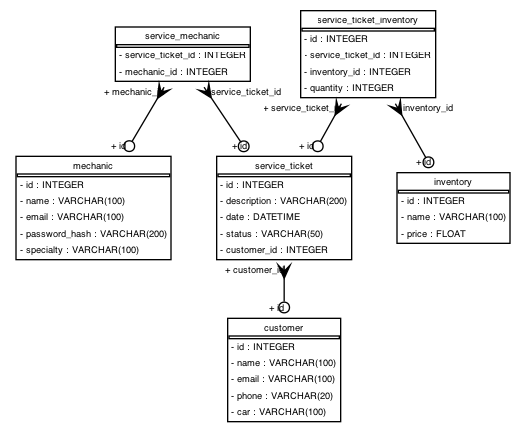 service_mechanic
- service_ticket_id : INTEGER
- mechanic_id : INTEGER
service_ticket_inventory
- id : INTEGER
- service_ticket_id : INTEGER
- inventory_id : INTEGER
- quantity : INTEGER
+ mechanic_
service_ticket_id
+ service_ticket_
inventory_id
+ id
+ id
+ id
+ id
mechanic
- id : INTEGER
- name : VARCHAR(100)
- email : VARCHAR(100)
- password_hash : VARCHAR(200)
- specialty : VARCHAR(100)
service_ticket
- id : INTEGER
- description : VARCHAR(200)
- date : DATETIME
- status : VARCHAR(50)
- customer_id : INTEGER
inventory
- id : INTEGER
- name : VARCHAR(100)
- price : FLOAT
+ customer_
+ id
customer
- id : INTEGER
- name : VARCHAR(100)
- email : VARCHAR(100)
- phone : VARCHAR(20)
- car : VARCHAR(100)